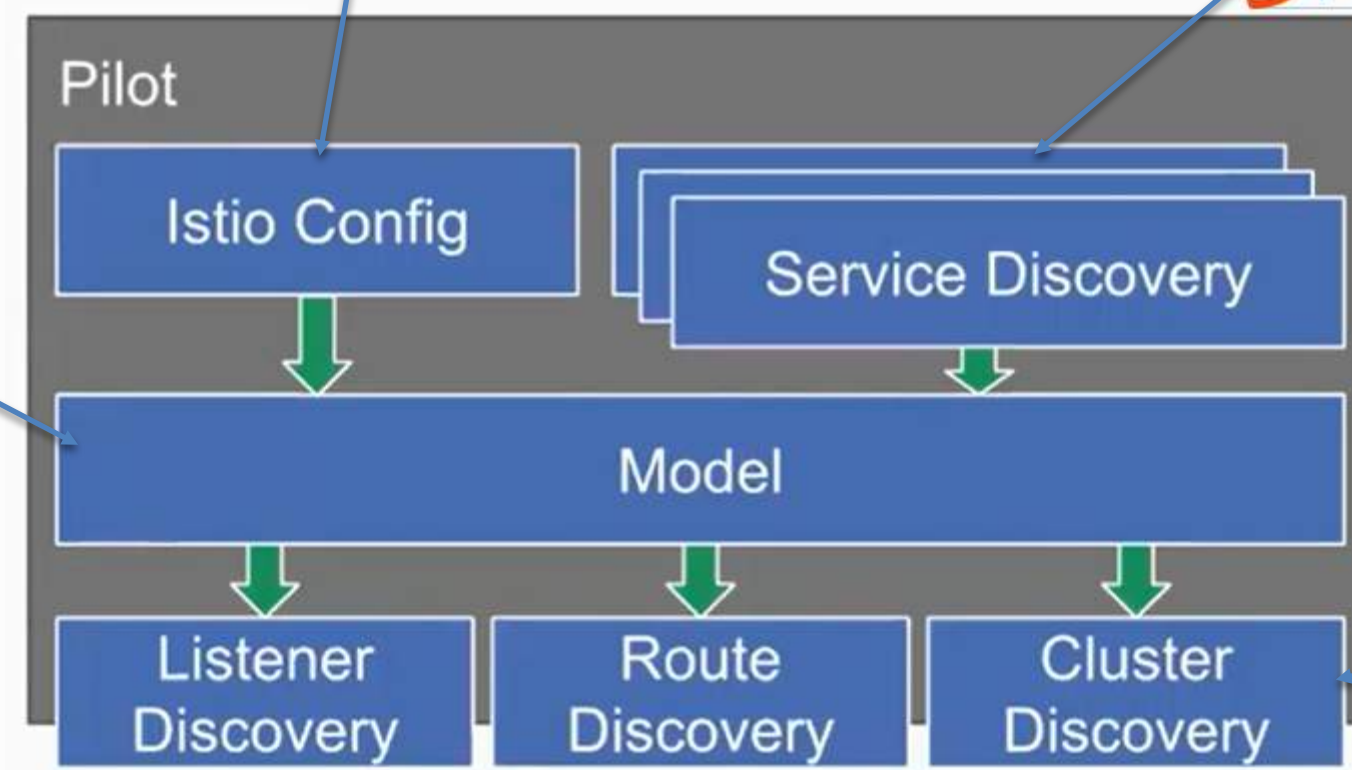 Pilot
Istio Config
Service Discovery
Model
Listener
Discovery
Route
Discovery
Cluster
Discovery